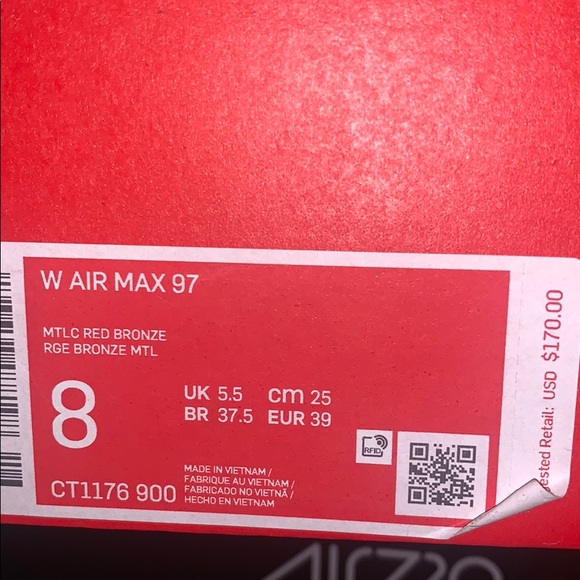 W AIR MAX 97
MTLC RED BRONZE
RGE BRONZE MTL
8
UK 5.5 cm 25
BR 37.5 EUR 39
RFID
CT1176 900
MADE IN VIETNAM /
FABRIQUE AU VIETNAM /
FABRICADO NO VIETNÃ /
HECHO EN VIETNAM
ested Retail: USD $170.00